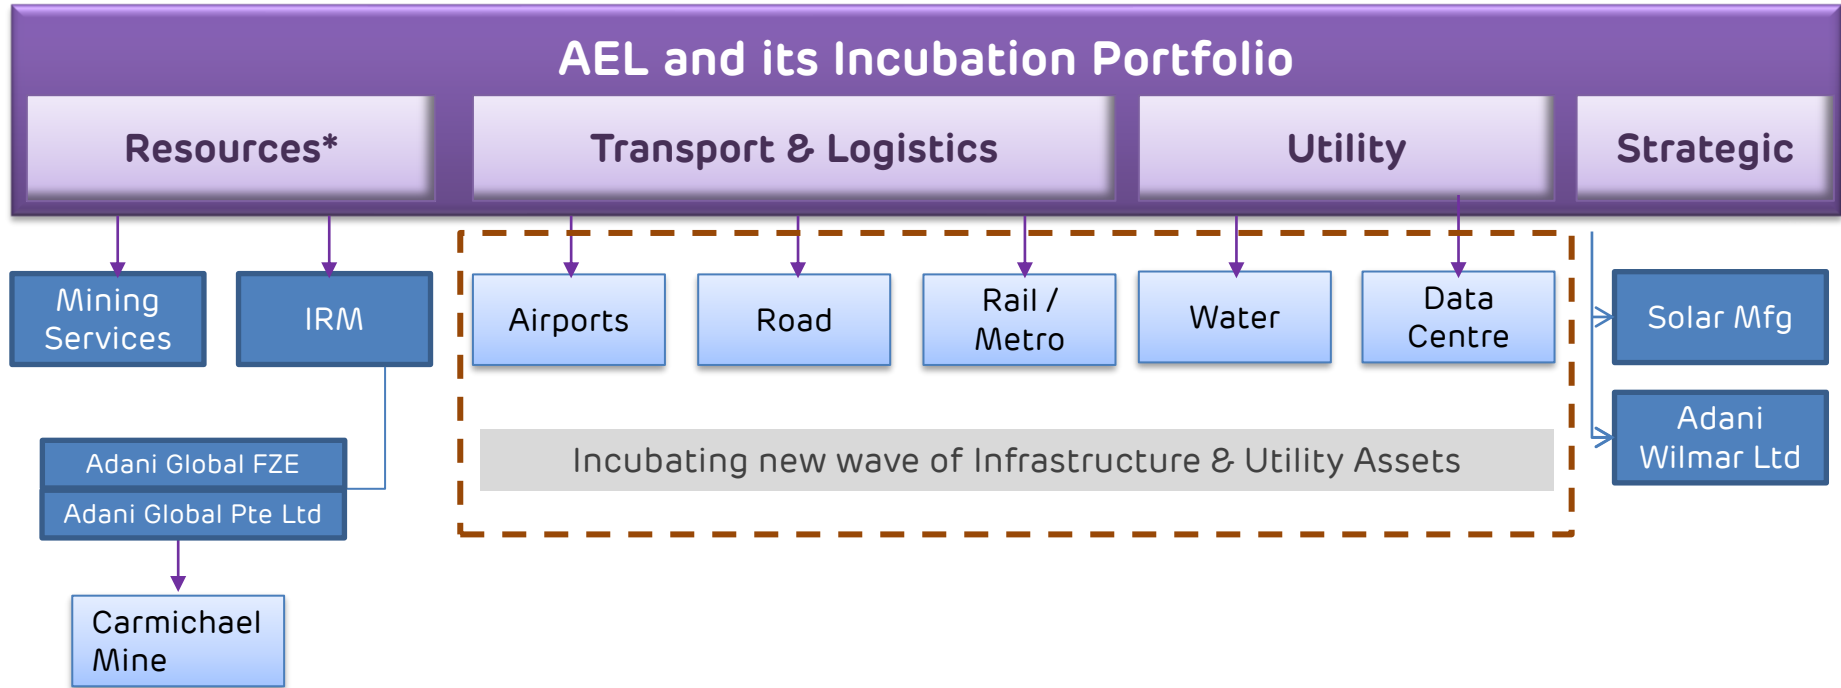 AEL and its Incubation Portfolio
Resources*
Transport & Logistics
Utility
Strategic
Mining
Services
IRM
Airports
Road
Rail /
Metro
Water
Data
Centre
Solar Mfg
Adani
Wilmar Ltd
Incubating new wave of Infrastructure & Utility Assets
Adani Global FZE
Adani Global Pte Ltd
Carmichael
Mine